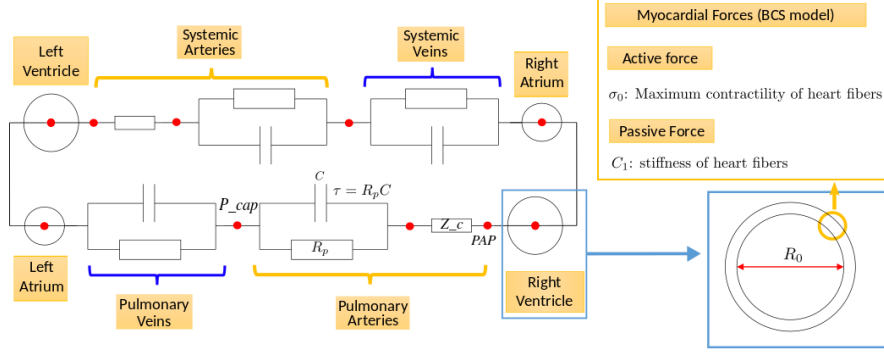 Systemic
Arteries
Systemic
Veins
Left
Ventricle
Right
Atrium
Myocardial Forces (BCS model)
Active force
σ₀: Maximum contractility of heart fibers
Passive Force
C₁: stiffness of heart fibers
C
τ = RₚC
P_cap
Rₚ
Z_c
PAP
R₀
Left
Atrium
Pulmonary
Veins
Pulmonary
Arteries
Right
Ventricle